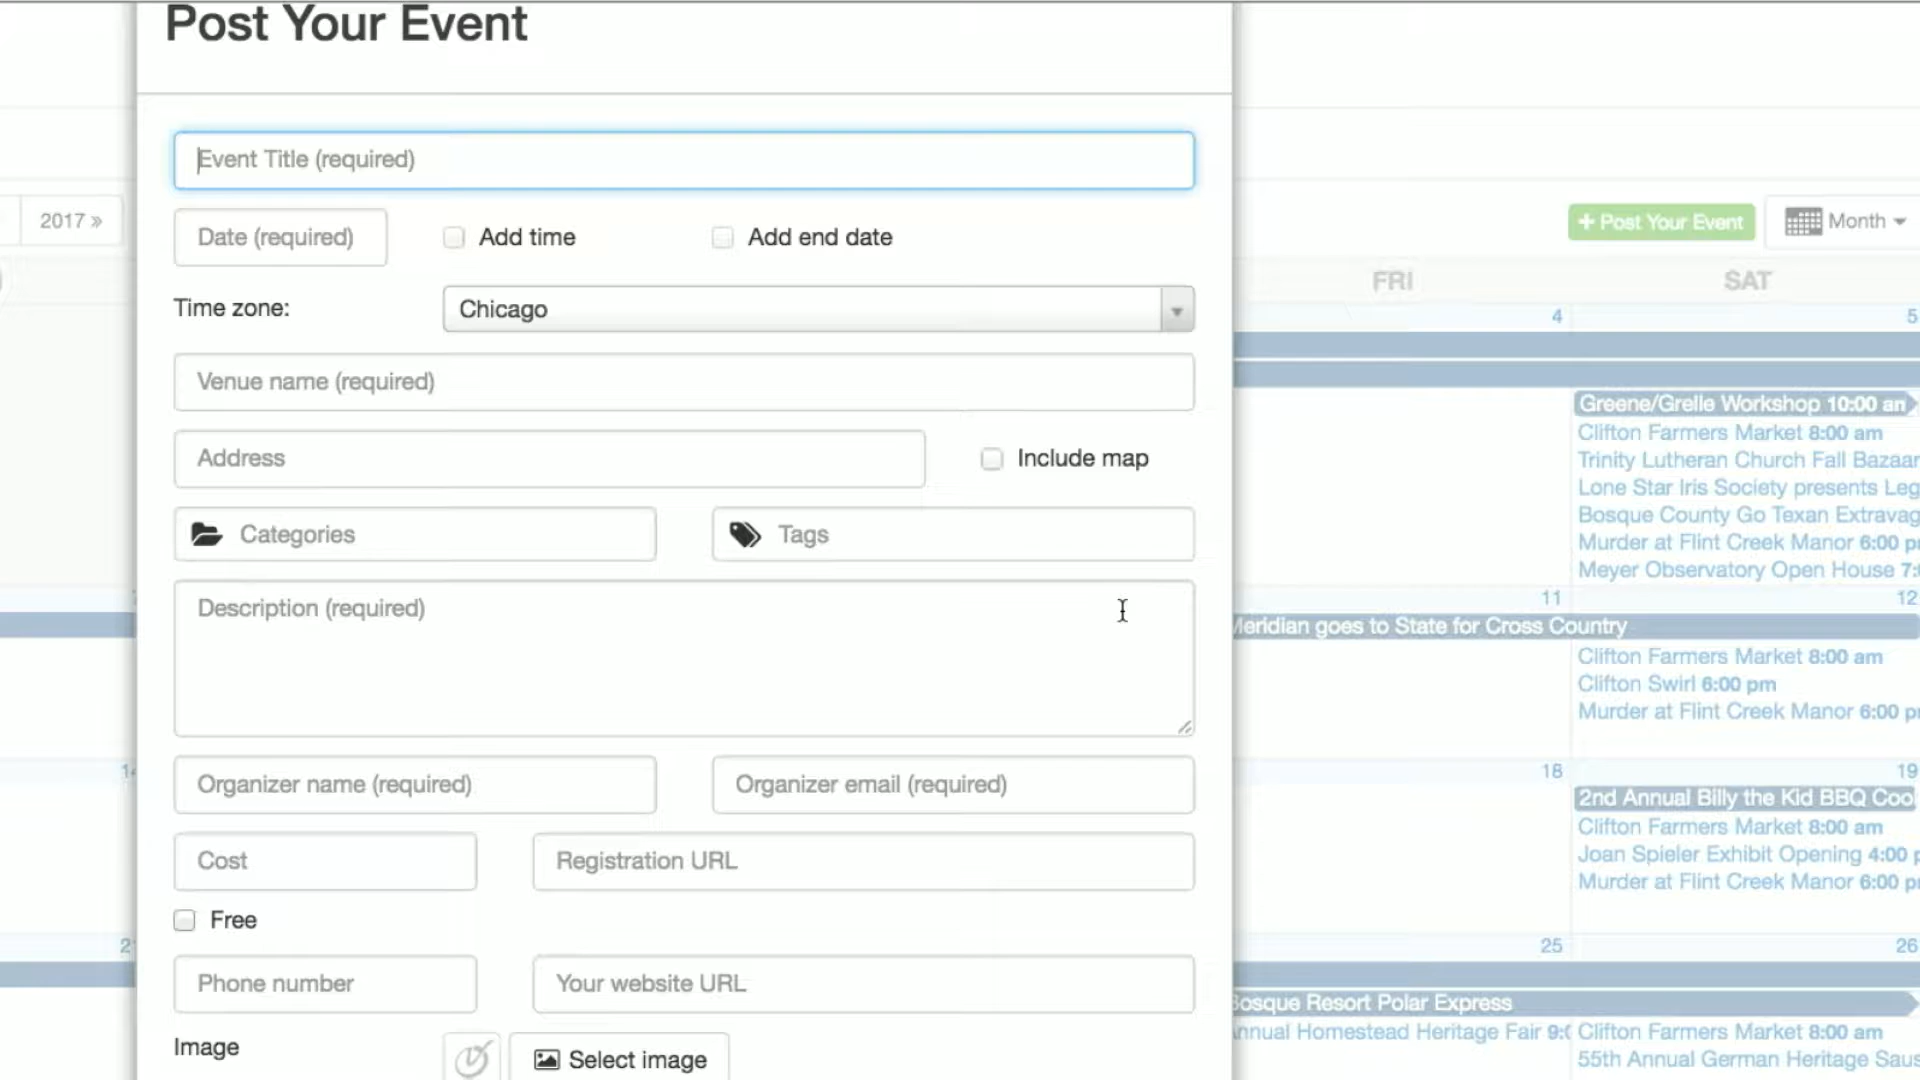 Post Your Event
Event Title (required)
Date (required)
Add time
Add end date
Time zone:
Chicago
Venue name (required)
Address
Include map
Categories
Tags
Description (required)
Organizer name (required)
Organizer email (required)
Cost
Registration URL
Free
Phone number
Your website URL
Image
Select image
2017 »
+ Post Your Event
Month
FRI
SAT
4
5
Greene/Grelle Workshop 10:00 am
Clifton Farmers Market 8:00 am
Trinity Lutheran Church Fall Bazaar
Lone Star Iris Society presents Leg
Bosque County Go Texan Extravag
Murder at Flint Creek Manor 6:00 p
Meyer Observatory Open House 7:
11
12
Meridian goes to State for Cross Country
Clifton Farmers Market 8:00 am
Clifton Swirl 6:00 pm
Murder at Flint Creek Manor 6:00 p
14
18
19
2nd Annual Billy the Kid BBQ Coo
Clifton Farmers Market 8:00 am
Joan Spieler Exhibit Opening 4:00 p
Murder at Flint Creek Manor 6:00 p
2
25
26
Bosque Resort Polar Express
Annual Homestead Heritage Fair 9:0
Clifton Farmers Market 8:00 am
55th Annual German Heritage Saus